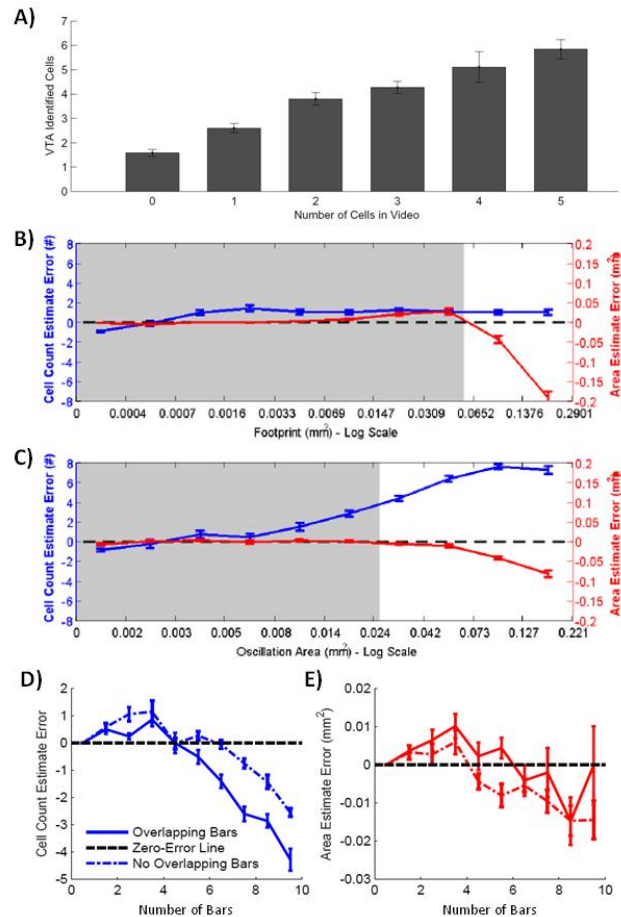 A)
VTA Identified Cells
7
6
5
4
3
2
1
0
0 1 2 3 4 5
Number of Cells in Video
B)
Cell Count Estimate Error (#)
8
6
4
2
0
-2
-4
-6
-8
0.2
0.15
0.1
0.05
0
-0.05
-0.1
-0.15
-0.2
Area Estimate Error (mm²)
0.0004 0.0007 0.0016 0.0033 0.0069 0.0147 0.0309 0.0652 0.1376 0.2901
Footprint (mm²) - Log Scale
C)
Cell Count Estimate Error (#)
8
6
4
2
0
-2
-4
-6
-8
0.2
0.15
0.1
0.05
0
-0.05
-0.1
-0.15
-0.2
Area Estimate Error (mm²)
0.002 0.003 0.005 0.008 0.014 0.024 0.042 0.073 0.127 0.221
Oscillation Area (mm²) - Log Scale
D)
Cell Count Estimate Error
2
1
0
-1
-2
-3
-4
-5
Overlapping Bars
Zero-Error Line
No Overlapping Bars
0 2 4 6 8 10
Number of Bars
E)
Area Estimate Error (mm²)
0.02
0.01
0
-0.01
-0.02
-0.03
0 2 4 6 8 10
Number of Bars